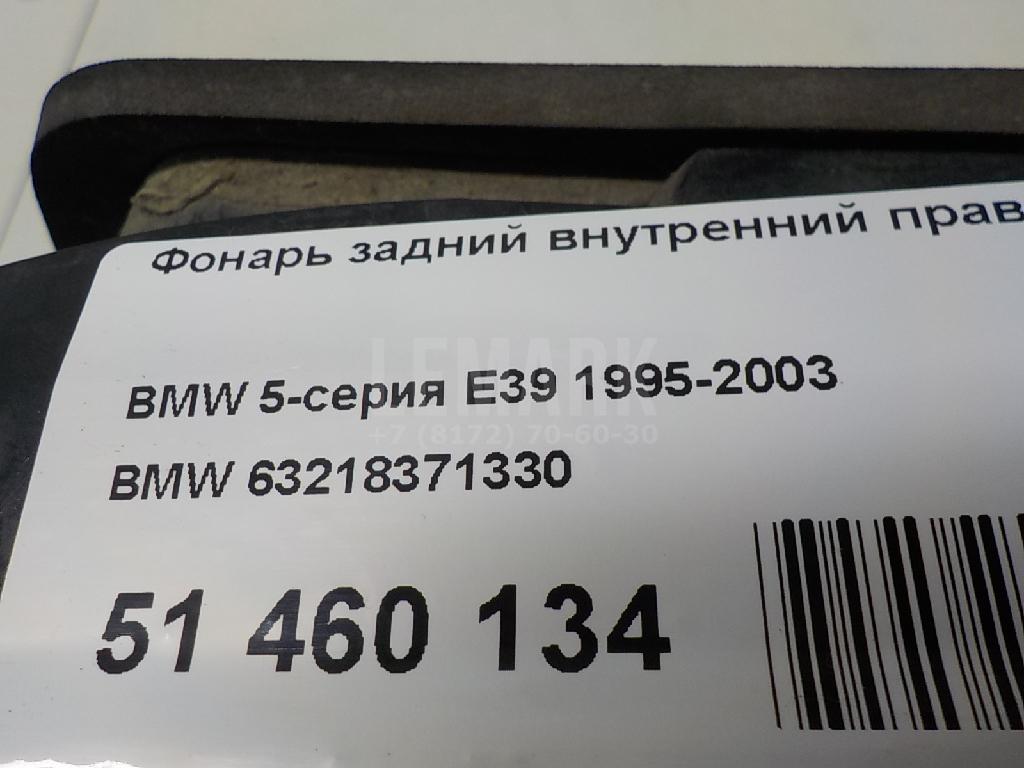 Фонарь задний внутренний прав
BMW 5-серия E39 1995-2003
LEMARK
+7 (8172) 70-60-30
BMW 63218371330
51 460 134